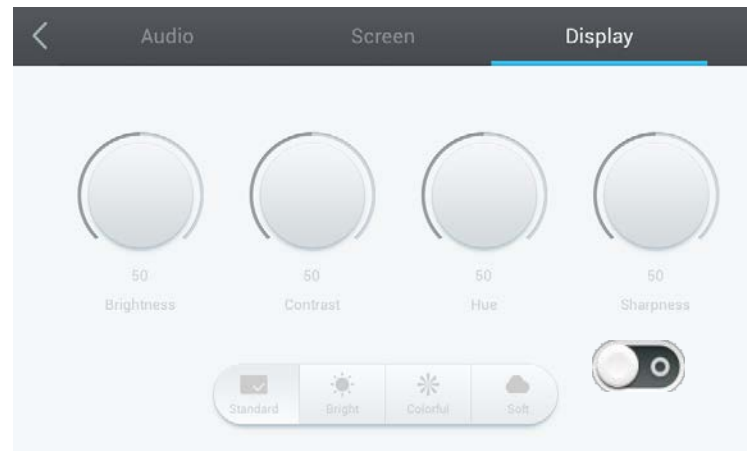 Audio Screen Display
50 50 50 50
Brightness Contrast Hue Sharpness
Standard Bright Colorful Soft